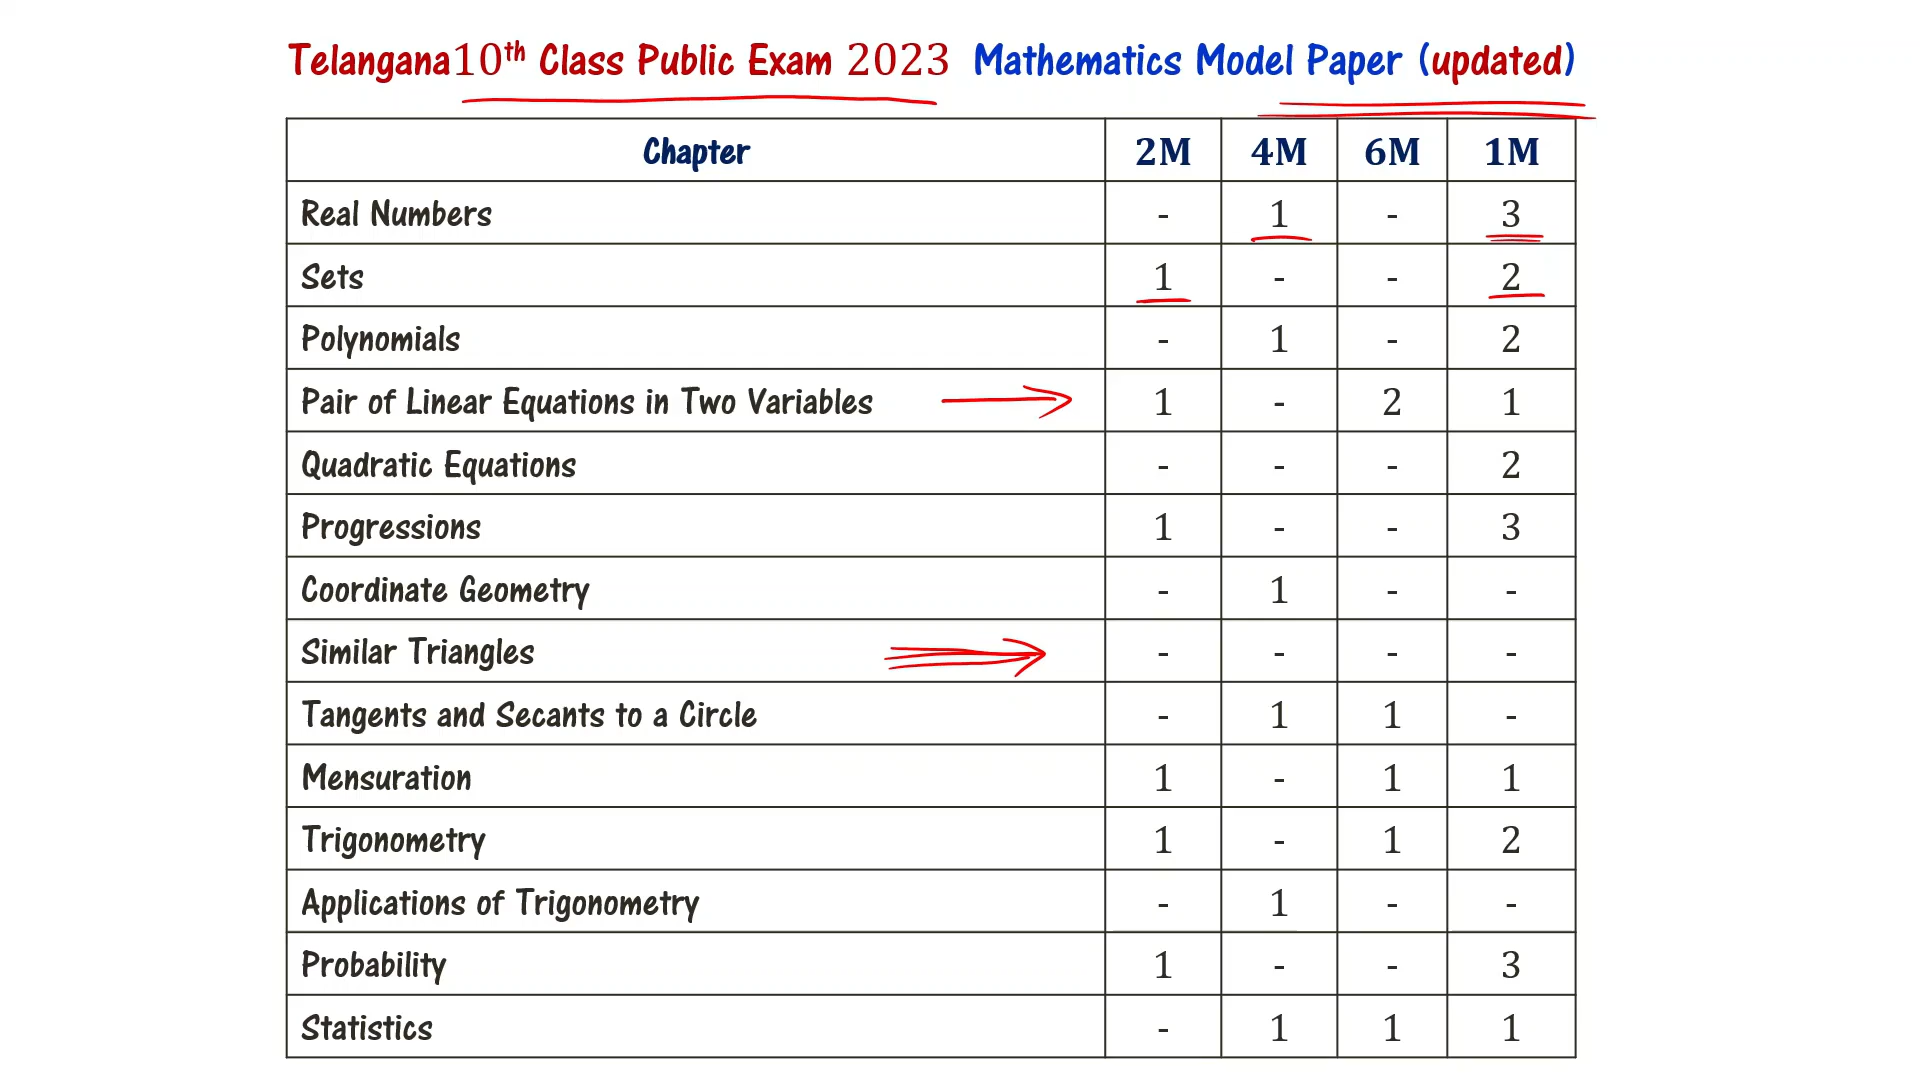 Telangana10th Class Public Exam 2023 Mathematics Model Paper (updated)
Chapter 2M 4M 6M 1M
Real Numbers - 1 - 3
Sets 1 - - 2
Polynomials - 1 - 2
Pair of Linear Equations in Two Variables 1 - 2 1
Quadratic Equations - - - 2
Progressions 1 - - 3
Coordinate Geometry - 1 - -
Similar Triangles - - - -
Tangents and Secants to a Circle - 1 1 -
Mensuration 1 - 1 1
Trigonometry 1 - 1 2
Applications of Trigonometry - 1 - -
Probability 1 - - 3
Statistics - 1 1 1